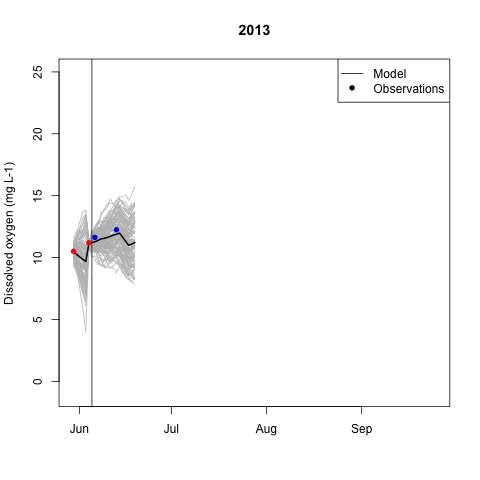 2013
Model
Observations
Dissolved oxygen (mg L-1)
25
20
15
10
5
0
Jun
Jul
Aug
Sep